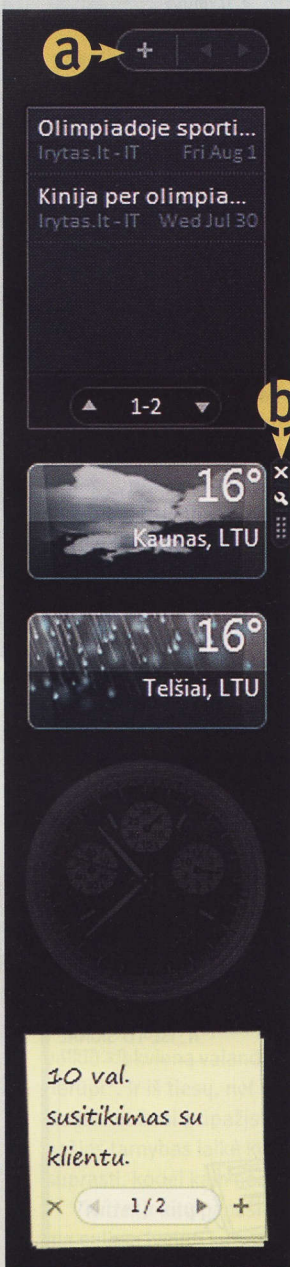 a
Olimpiadoje sporti...
lrytas.lt - IT Fri Aug 1
Kinija per olimpia...
lrytas.lt - IT Wed Jul 30
1-2
b
16°
Kaunas, LTU
16°
Telšiai, LTU
10 val.
susitikimas su
klientu.
1/2